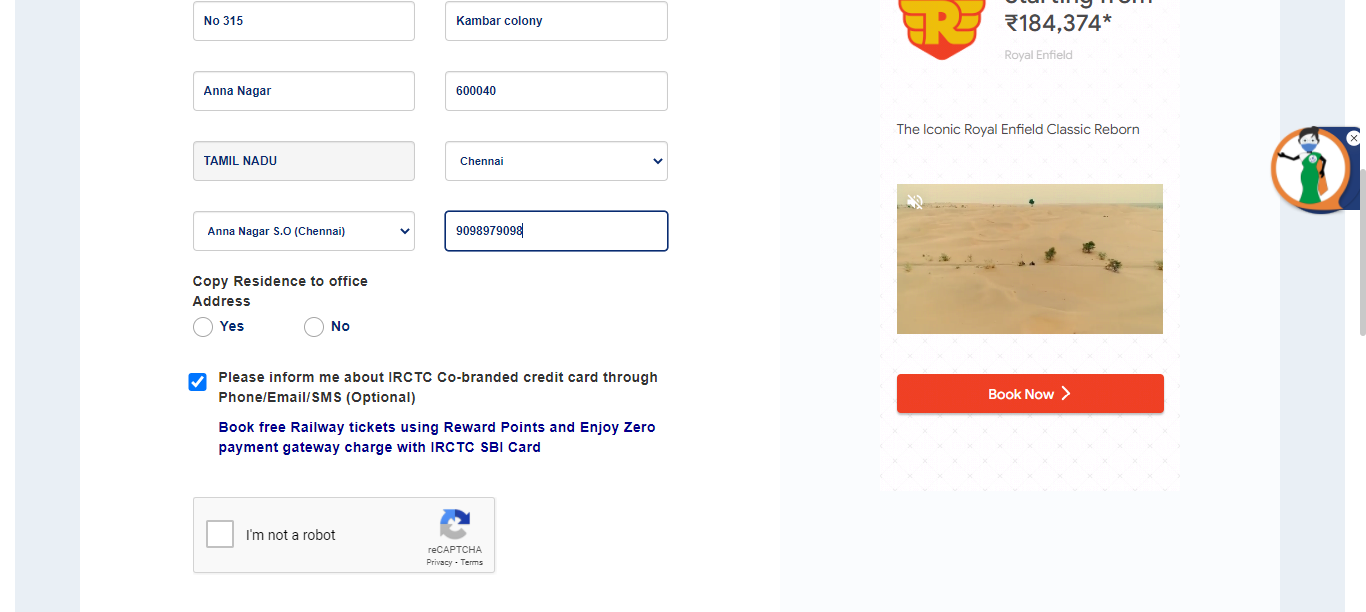 No 315
Kambar colony
Anna Nagar
600040
TAMIL NADU
Chennai
Anna Nagar S.O (Chennai)
9098979098
Copy Residence to office
Address
Yes
No
Please inform me about IRCTC Co-branded credit card through
Phone/Email/SMS (Optional)
Book free Railway tickets using Reward Points and Enjoy Zero
payment gateway charge with IRCTC SBI Card
I'm not a robot
reCAPTCHA
Privacy - Terms
R
Starting from
₹184,374*
Royal Enfield
The Iconic Royal Enfield Classic Reborn
Book Now